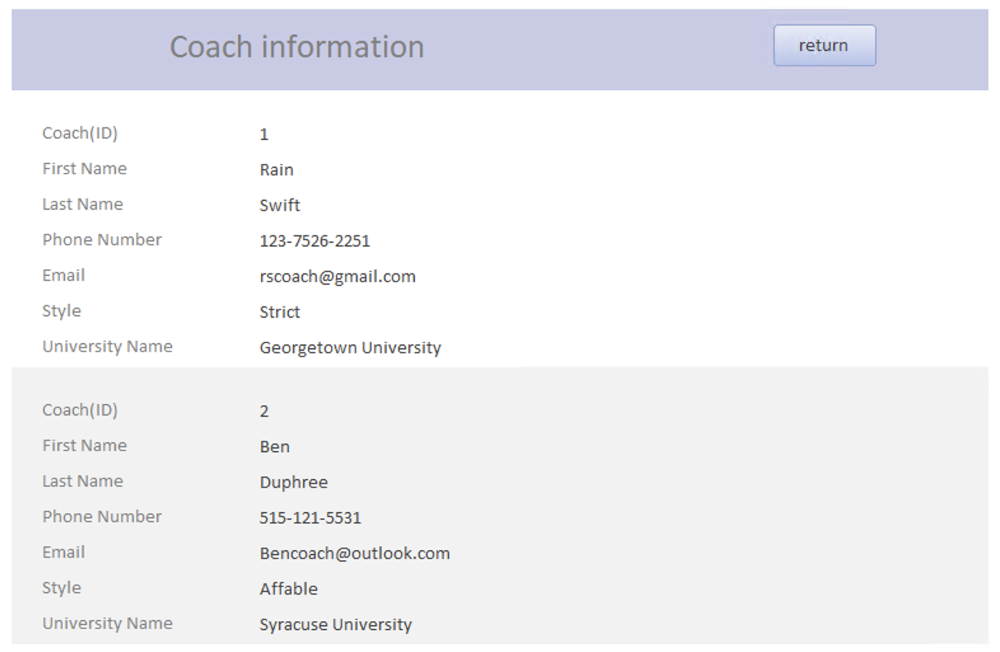 Coach information
return
Coach(ID) 1
First Name Rain
Last Name Swift
Phone Number 123-7526-2251
Email rscoach@gmail.com
Style Strict
University Name Georgetown University
Coach(ID) 2
First Name Ben
Last Name Duphree
Phone Number 515-121-5531
Email Bencoach@outlook.com
Style Affable
University Name Syracuse University